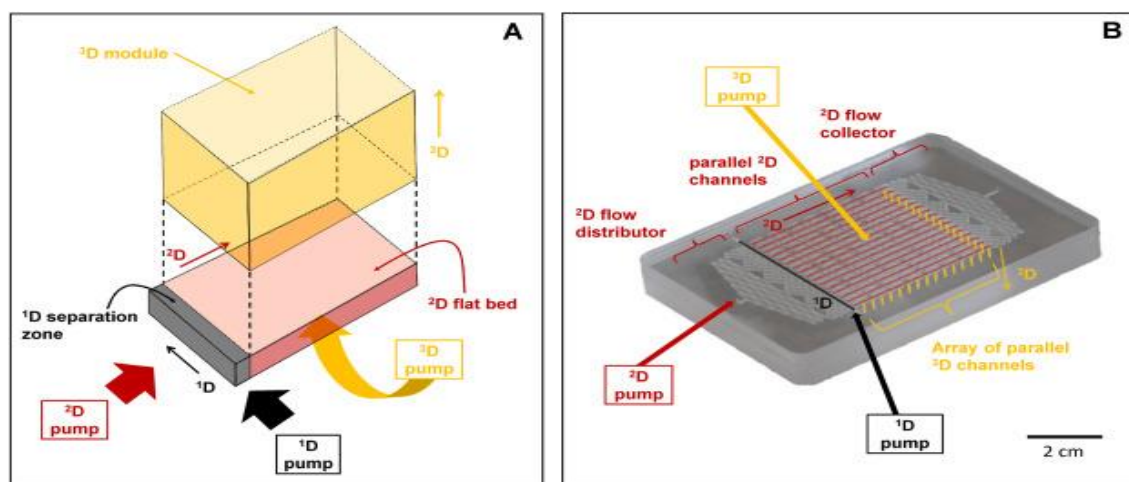 A
³D module
³D
²D
²D flat bed
¹D separation
zone
¹D
³D
pump
²D
pump
¹D
pump
B
³D
pump
²D flow
collector
parallel ²D
channels
²D flow
distributor
²D
¹D
³D
Array of parallel
³D channels
²D
pump
¹D
pump
2 cm